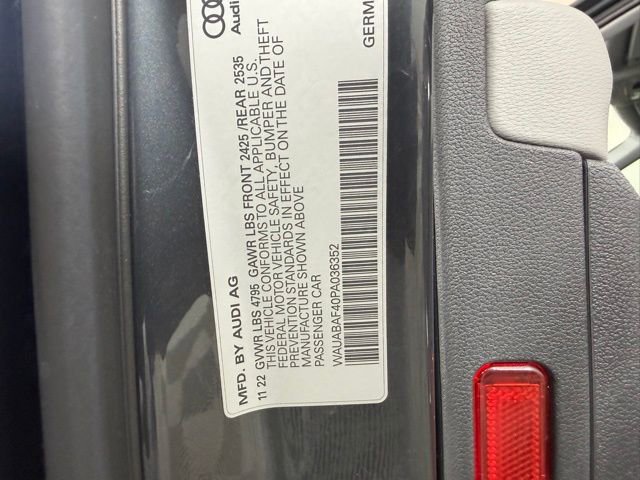 Audi
GERM
MFD. BY AUDI AG
11 22 GVWR LBS 4795 GAWR LBS FRONT 2425 /REAR 2535
THIS VEHICLE CONFORMS TO ALL APPLICABLE U.S.
FEDERAL MOTOR VEHICLE SAFETY, BUMPER AND THEFT
PREVENTION STANDARDS IN EFFECT ON THE DATE OF
MANUFACTURE SHOWN ABOVE
PASSENGER CAR
WAUABAF40PA036352